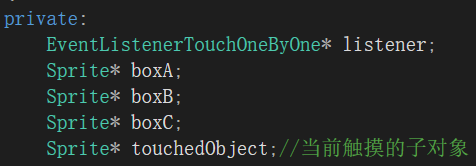 private:
EventListenerTouchOneByOne* listener;
Sprite* boxA;
Sprite* boxB;
Sprite* boxC;
Sprite* touchedObject;//当前触摸的子对象